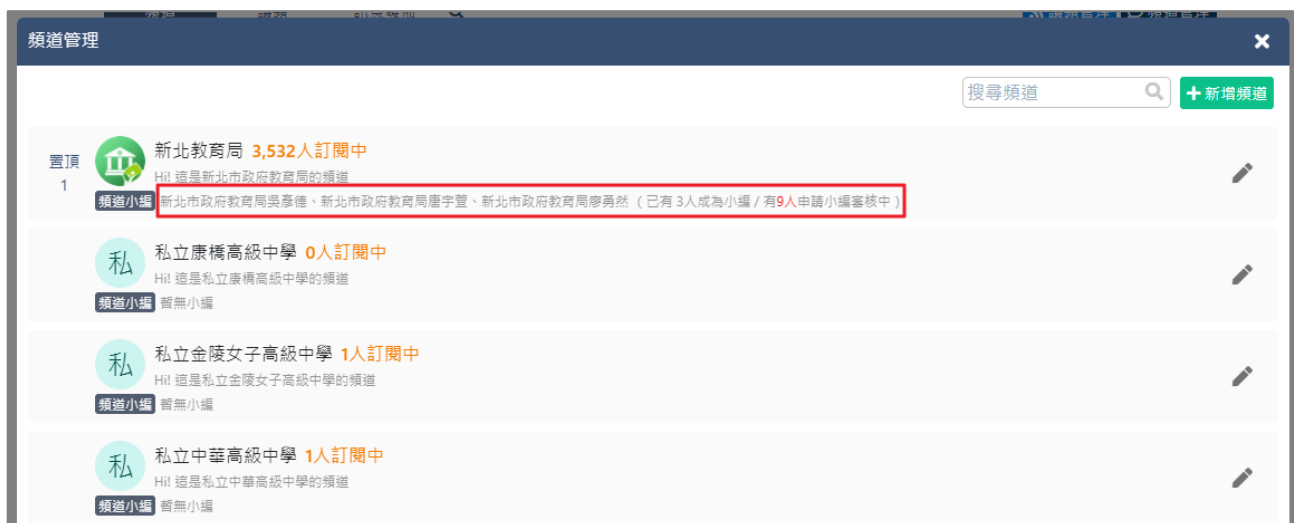 頻道管理
搜尋頻道
新增頻道
置頂
1
新北教育局 3,532人訂閱中
Hi! 這是新北市政府教育局的頻道
頻道小編 新北市政府教育局吳彥德、新北市政府教育局唐宇萱、新北市政府教育局廖勇然 ( 已有 3人成為小編 / 有9人申請小編審核中 )
私
私立康橋高級中學 0人訂閱中
Hi! 這是私立康橋高級中學的頻道
頻道小編 暫無小編
私
私立金陵女子高級中學 1人訂閱中
Hi! 這是私立金陵女子高級中學的頻道
頻道小編 暫無小編
私
私立中華高級中學 1人訂閱中
Hi! 這是私立中華高級中學的頻道
頻道小編 暫無小編